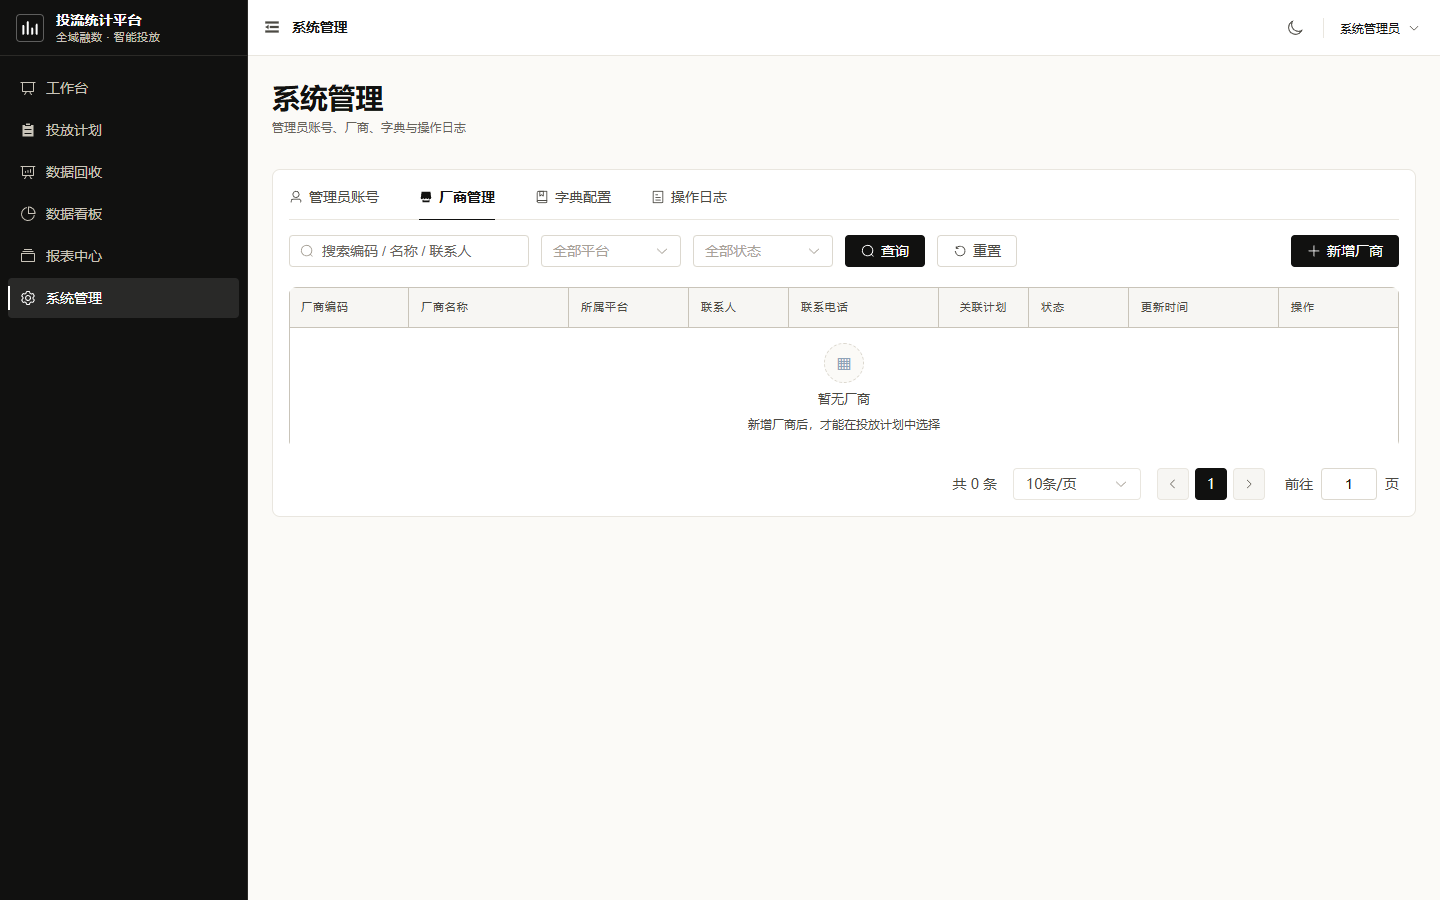 投流统计平台
全域融数 · 智能投放
系统管理
系统管理员
工作台
投放计划
数据回收
数据看板
报表中心
系统管理
系统管理
管理员账号、厂商、字典与操作日志
管理员账号 厂商管理 字典配置 操作日志
搜索编码 / 名称 / 联系人 全部平台 全部状态 查询 重置 新增厂商
厂商编码 厂商名称 所属平台 联系人 联系电话 关联计划 状态 更新时间 操作
暂无厂商
新增厂商后，才能在投放计划中选择
共 0 条 10条/页 1 前往 1 页